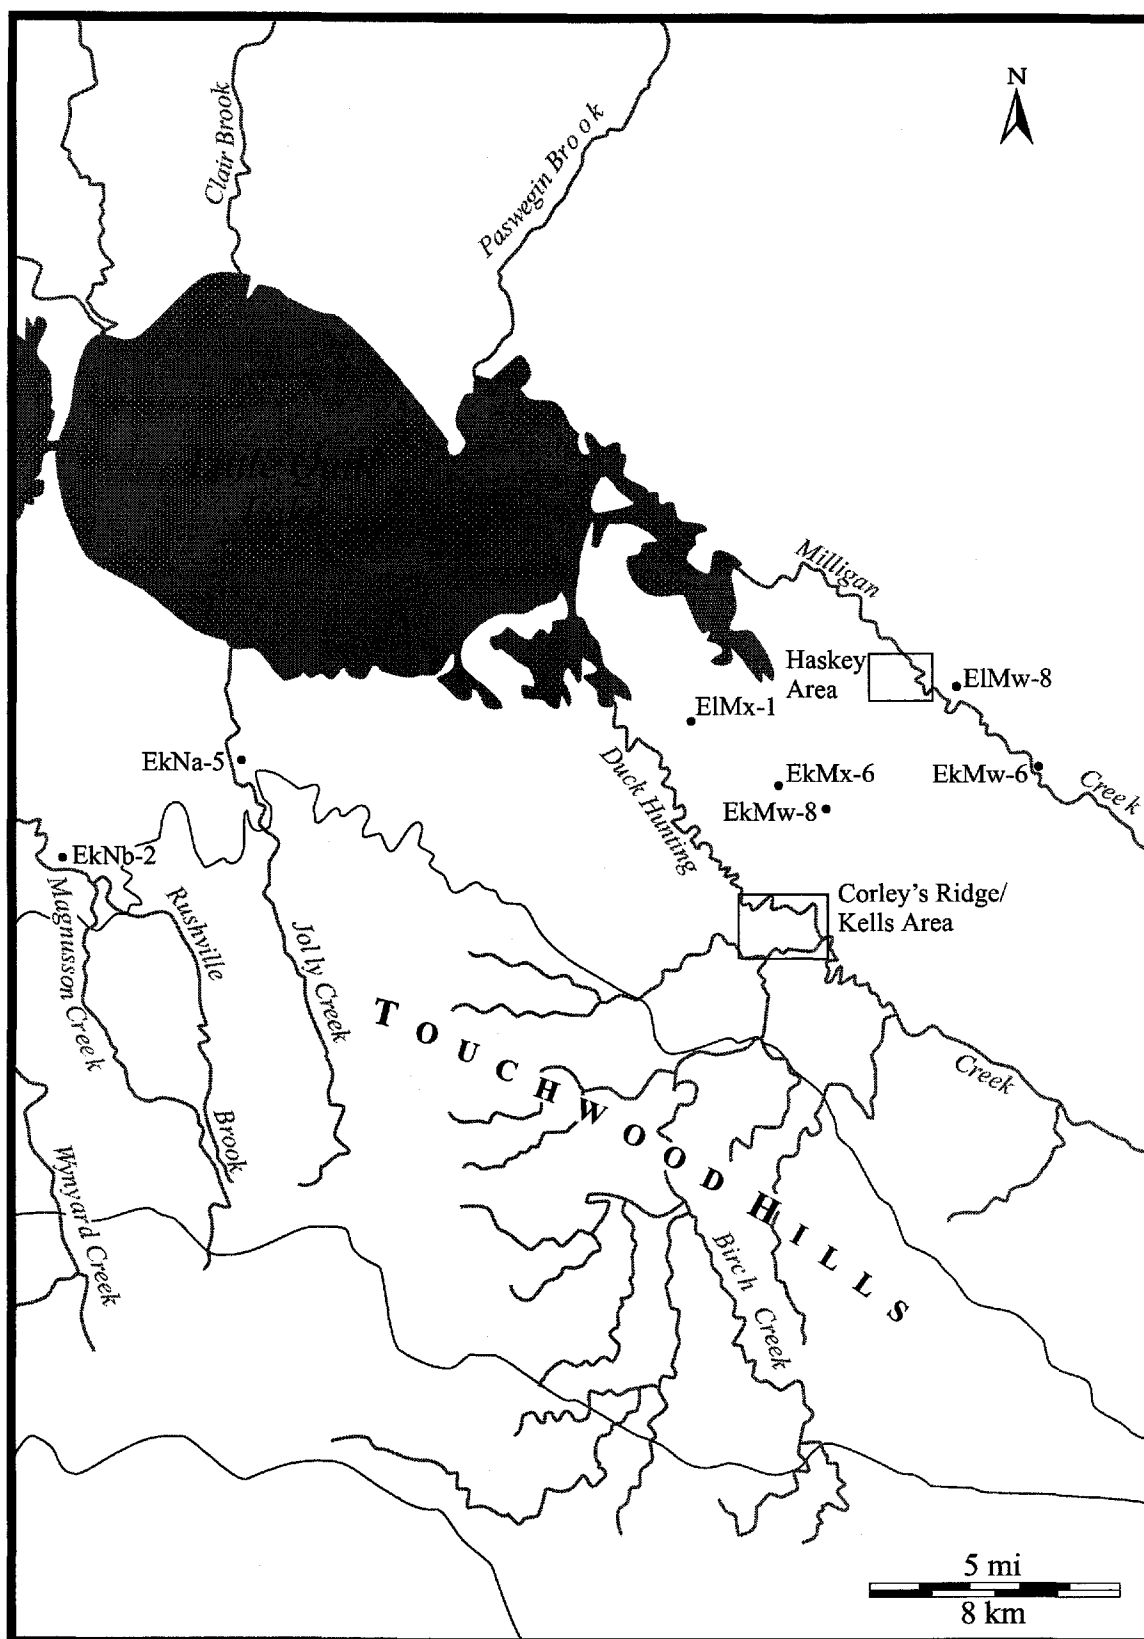 N
Clair Brook
Paswegin Brook
Little Quill
Lake
Milligan
Creek
Haskey
Area
ElMw-8
ElMx-1
EkNa-5
EkMx-6
EkMw-6
EkMw-8
Duck Hunting
Creek
EkNb-2
Corley's Ridge/
Kells Area
Magnusson Creek
Rushville
Brook
Jolly Creek
TOUCHWOOD HILLS
Wynyard Creek
Birch Creek
5 mi
8 km